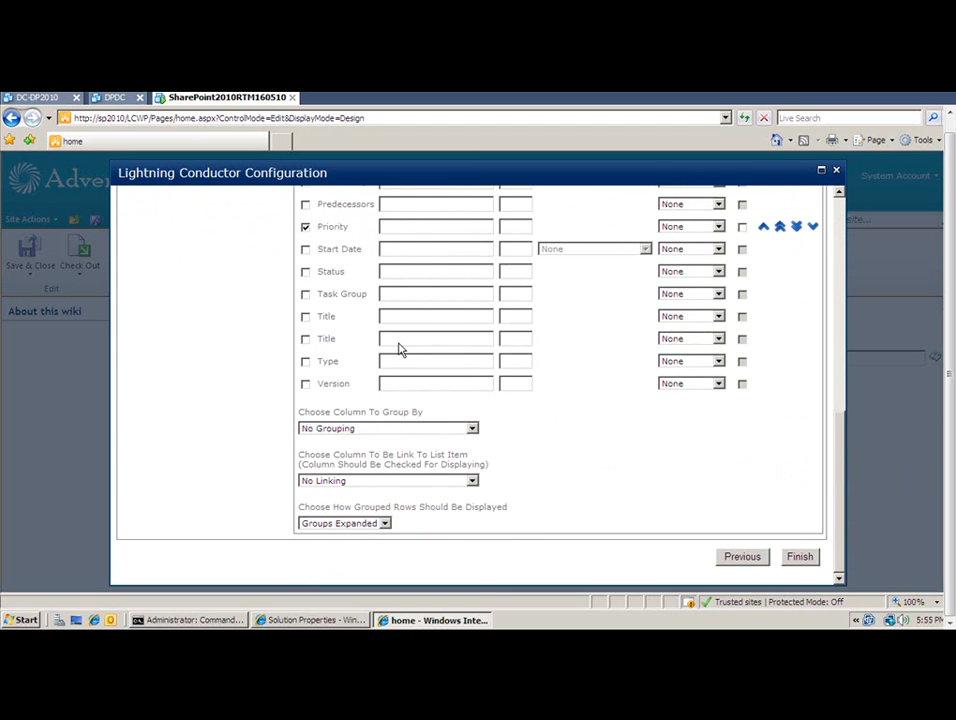 DC-DP2010
DPDC
SharePoint2010RTM160510
http://sp2010/LCWP/Pages/home.aspx?ControlMode=Edit&DisplayMode=Design
Live Search
home
Page
Tools
Lightning Conductor Configuration
Adve
System Account
Site Actions
Save & Close
Check Out
Edit
About this wiki
Predecessors None
Priority None
Start Date None None
Status None
Task Group None
Title None
Title None
Type None
Version None
Choose Column To Group By
No Grouping
Choose Column To Be Link To List Item
(Column Should Be Checked For Displaying)
No Linking
Choose How Grouped Rows Should Be Displayed
Groups Expanded
Previous
Finish
Trusted sites | Protected Mode: Off
100%
Start
Administrator: Command...
Solution Properties - Win...
home - Windows Inte...
5:55 PM